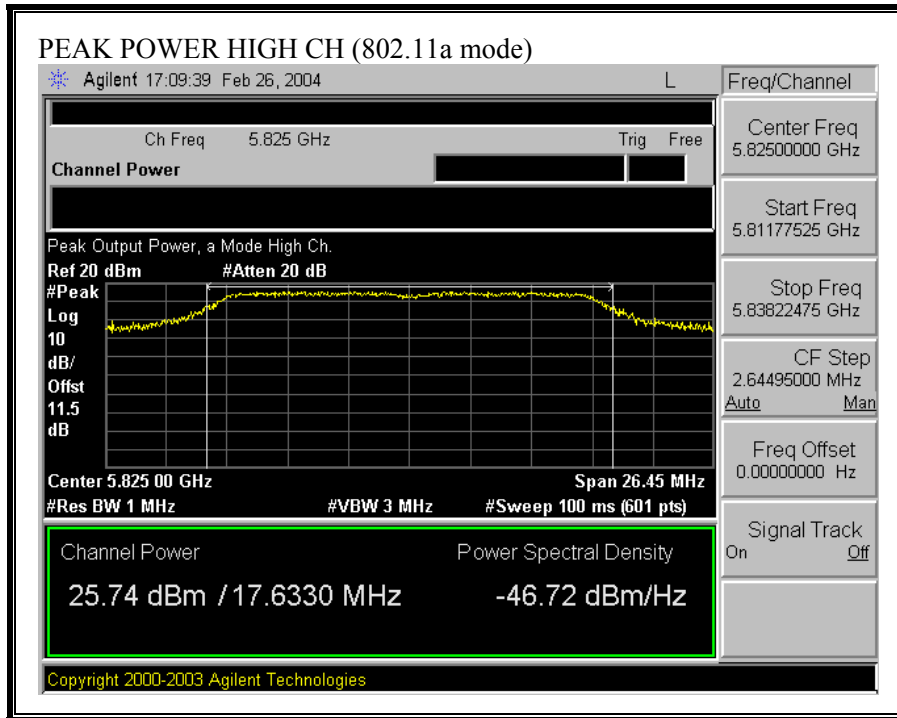 PEAK POWER HIGH CH (802.11a mode)
Agilent 17:09:39 Feb 26, 2004 L Freq/Channel
Ch Freq 5.825 GHz Trig Free
Channel Power
Peak Output Power, a Mode High Ch.
Ref 20 dBm #Atten 20 dB
#Peak
Log
10
dB/
Offst
11.5
dB
Center 5.825 00 GHz Span 26.45 MHz
#Res BW 1 MHz #VBW 3 MHz #Sweep 100 ms (601 pts)
Channel Power Power Spectral Density
25.74 dBm / 17.6330 MHz -46.72 dBm/Hz
Copyright 2000-2003 Agilent Technologies
Center Freq
5.82500000 GHz
Start Freq
5.81177525 GHz
Stop Freq
5.83822475 GHz
CF Step
2.64495000 MHz
Auto Man
Freq Offset
0.00000000 Hz
Signal Track
On Off